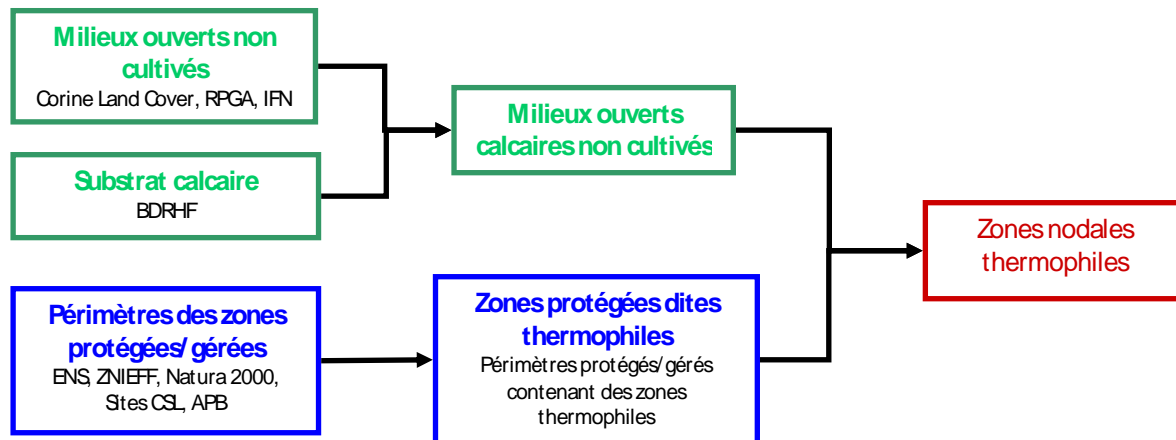 Milieux ouverts non
cultivés
Corine Land Cover, RPGA, IFN
Substrat calcaire
BDRHF
Milieux ouverts
calcaires non cultivés
Zones nodales
thermophiles
Périmètres des zones
protégées/ gérées
ENS, ZNIEFF, Natura 2000,
Sites CSL, APB
Zones protégées dites
thermophiles
Périmètres protégés/gérés
contenant des zones
thermophiles